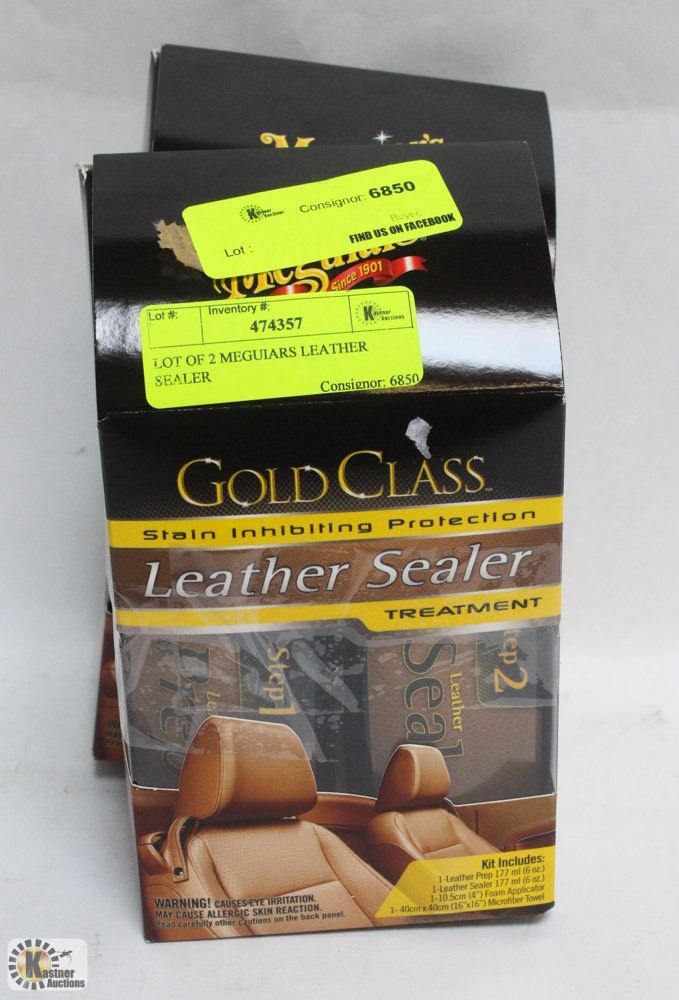 Meguiar's
Kastner Auctions
Consignor: 6850
Buyer:
Lot :
FIND US ON FACEBOOK
Meguiar's
Since 1901
Lot #:
Inventory #:
474357
Kastner Auctions
LOT OF 2 MEGUIARS LEATHER
SEALER
Consignor: 6850
GOLD CLASS™
Stain Inhibiting Protection
Leather Sealer
TREATMENT
Step 1
Step 2
Leather
Seal
Kit Includes:
1-Leather Prep 177 ml (6 oz.)
1-Leather Sealer 177 ml (6 oz.)
1-10.5cm (4") Foam Applicator
1- 40cm x 40cm (16"x16") Microfiber Towel
WARNING! CAUSES EYE IRRITATION.
MAY CAUSE ALLERGIC SKIN REACTION.
Read carefully other cautions on the back panel.
Kastner
Auctions